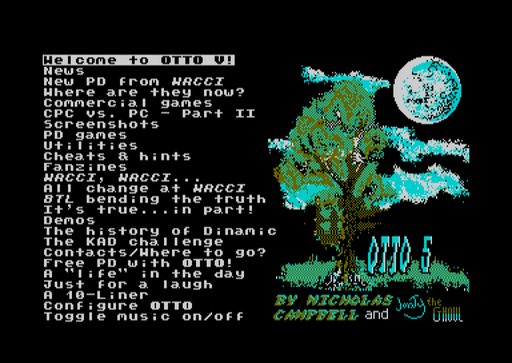 Welcome to OTTO V!
News
New PD from WACCI
Where are they now?
Commercial games
CPC vs. PC - Part II
Screenshots
PD games
Utilities
Cheats & hints
Fanzines
WACCI, WACCI...
All change at WACCI
BTL bending the truth
It's true...in part!
Demos
The history of Dinamic
The KAD challenge
Contacts/Where to go?
Free PD with OTTO!
A "life" in the day
Just for a laugh
A 10-Liner
Configure OTTO
Toggle music on/off
OTTO 5
BY NICHOLAS
CAMPBELL and Jonty the
GHOUL